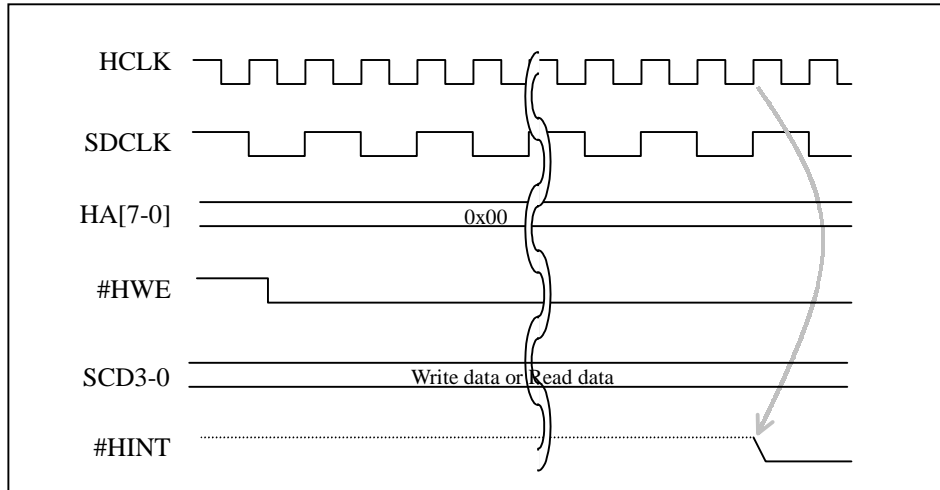 HCLK
SDCLK
HA[7-0]
0x00
#HWE
SCD3-0
Write data or Read data
#HINT